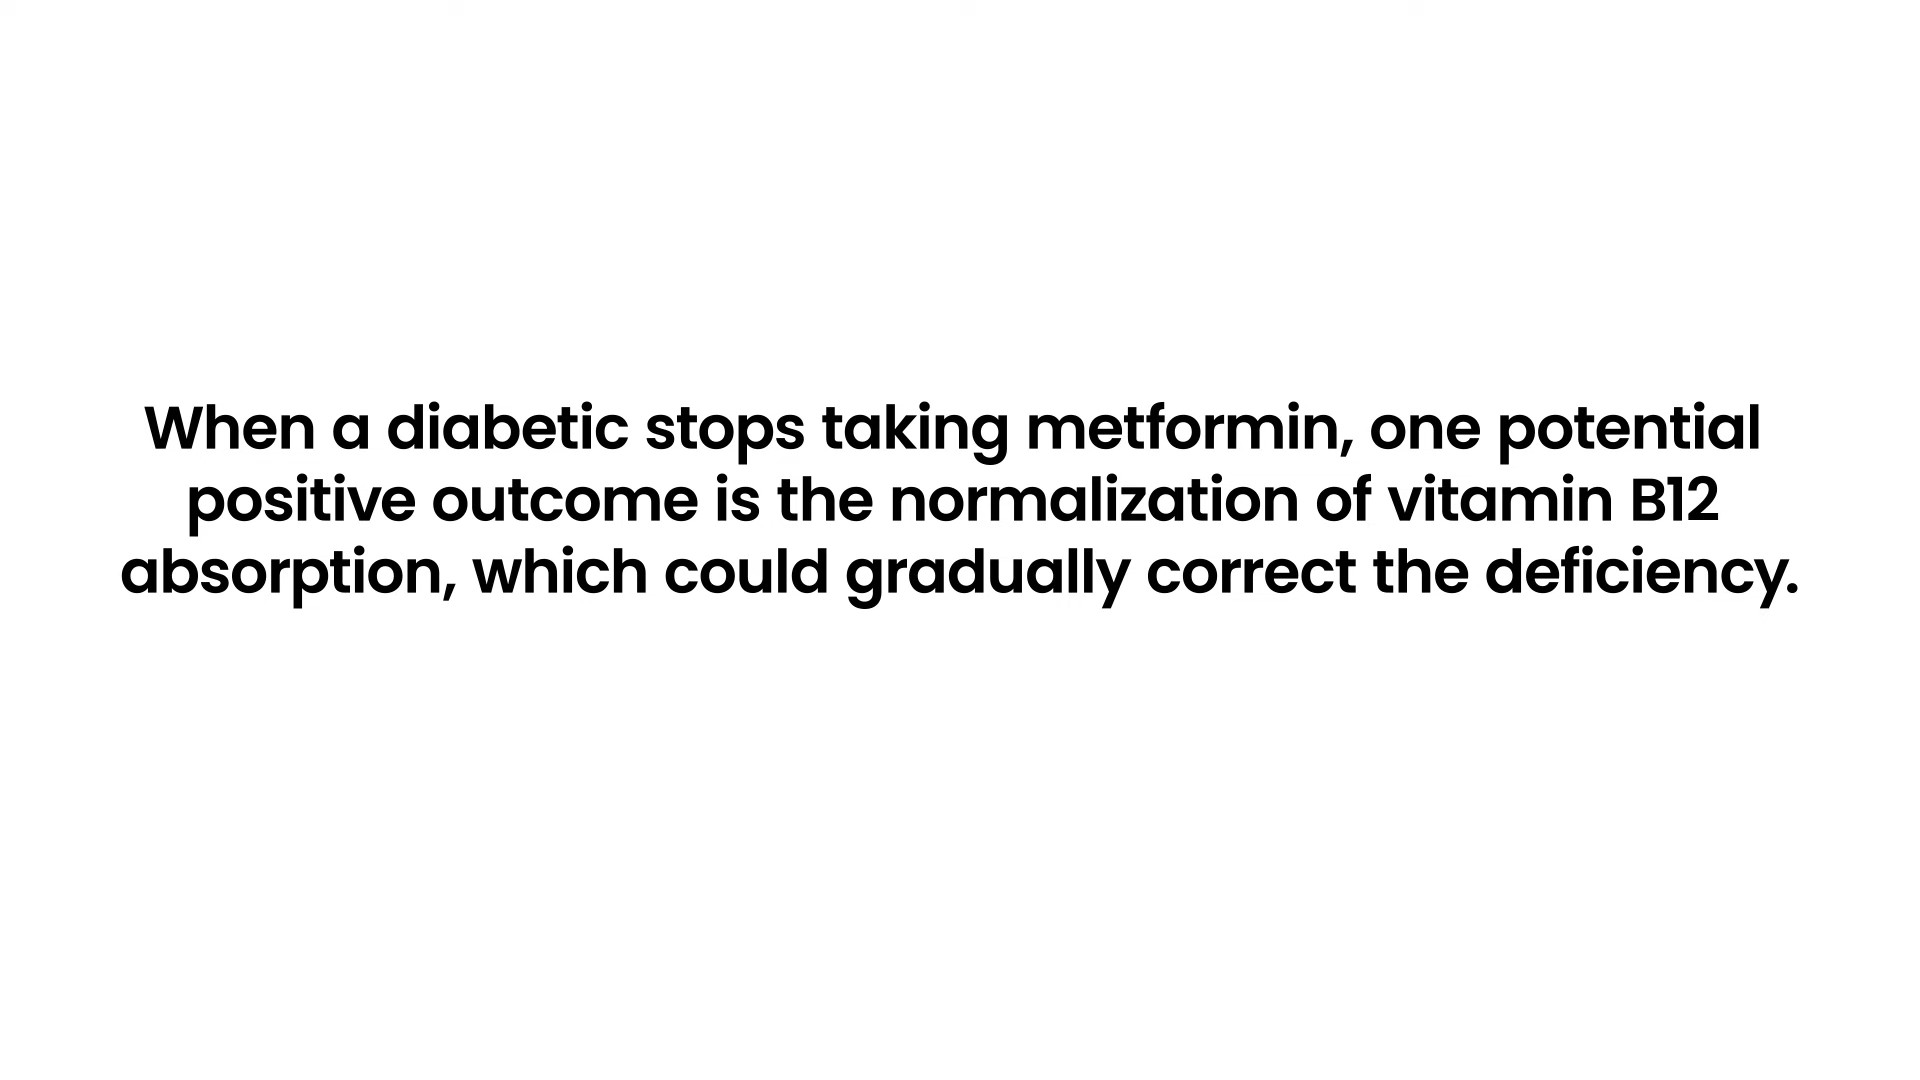 When a diabetic stops taking metformin, one potential
positive outcome is the normalization of vitamin B12
absorption, which could gradually correct the deficiency.